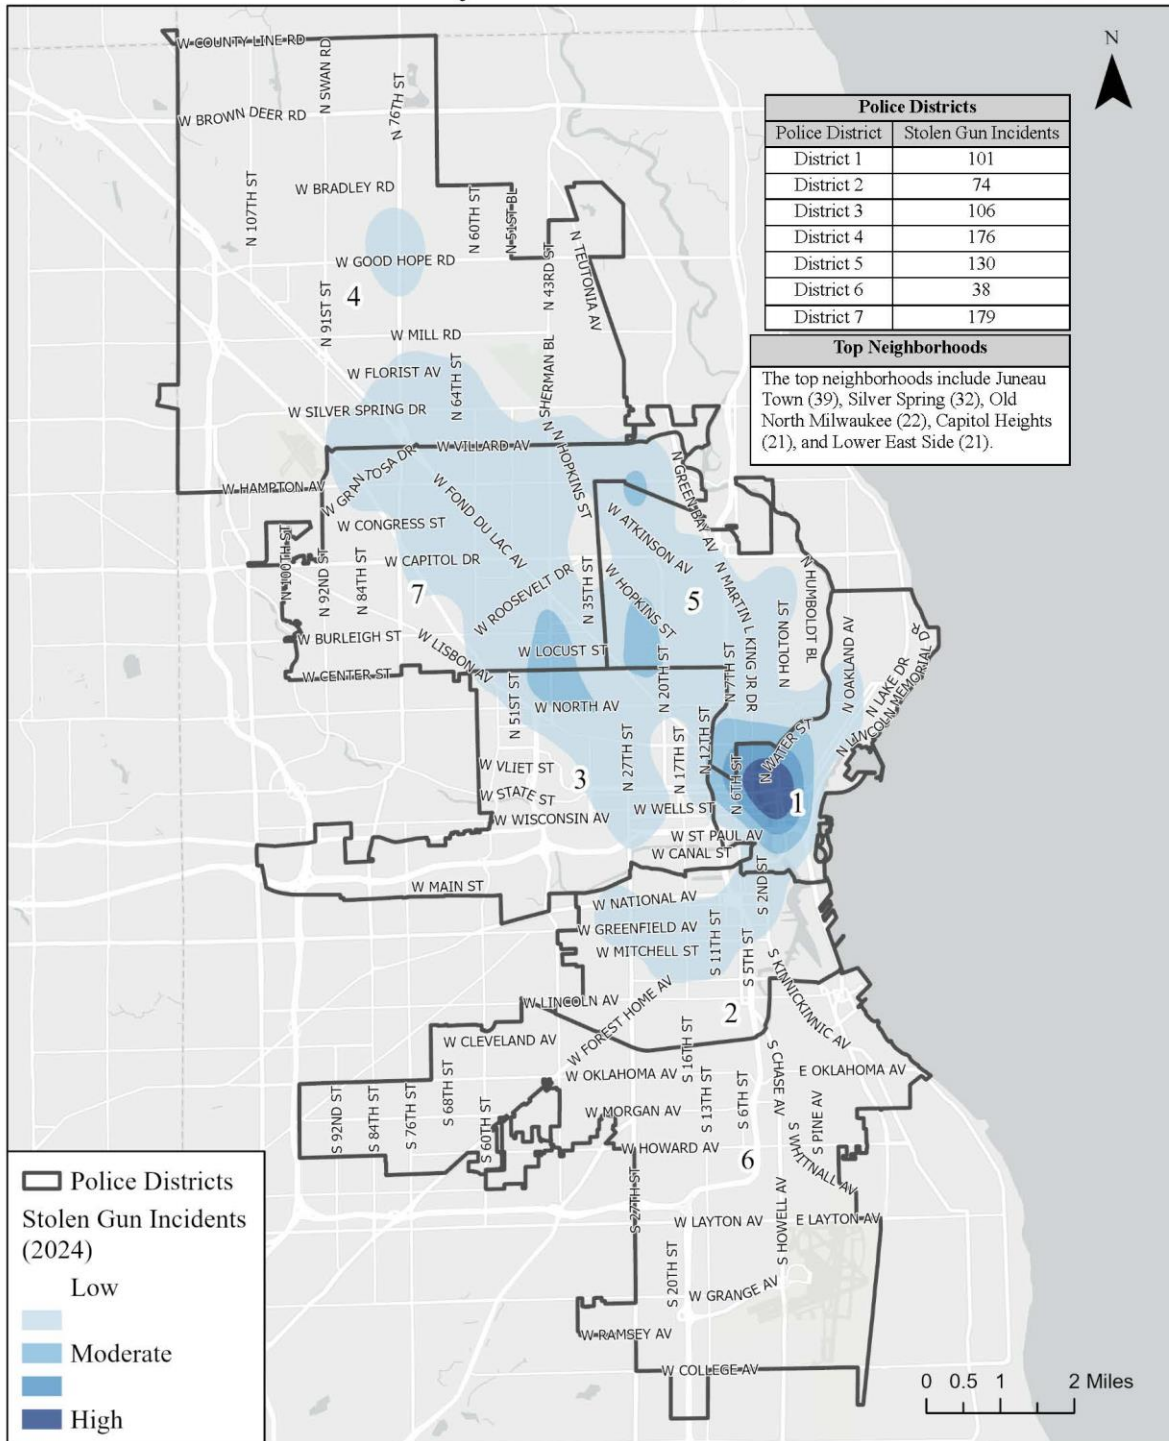 W COUNTY LINE RD
N SWAN RD
N 76TH ST
W BROWN DEER RD
N
Police Districts
Police District Stolen Gun Incidents
District 1 101
District 2 74
District 3 106
District 4 176
District 5 130
District 6 38
District 7 179
Top Neighborhoods
The top neighborhoods include Juneau
Town (39), Silver Spring (32), Old
North Milwaukee (22), Capitol Heights
(21), and Lower East Side (21).
N 107TH ST
W BRADLEY RD
N 60TH ST
N 51ST BL
N TEUTONIA AV
W GOOD HOPE RD
N 43RD ST
4
N 91ST ST
W MILL RD
W FLORIST AV
N 64TH ST
N SHERMAN BL
W SILVER SPRING DR
W VILLARD AV
N HOPKINS ST
N GREEN BAY AV
W GRANTOSA DR
W HAMPTON AV
W FOND DU LAC AV
W ATKINSON AV
W CONGRESS ST
N 100TH ST
N 92ND ST
N 84TH ST
W CAPITOL DR
N 35TH ST
W HOPKINS ST
N MARTIN L KING JR DR
N HUMBOLDT BL
7
5
W ROOSEVELT DR
N HOLTON ST
W BURLEIGH ST
W LISBON AV
W LOCUST ST
N OAKLAND AV
N LAKE DR
N LINCOLN MEMORIAL DR
W CENTER ST
N 51ST ST
W NORTH AV
N 20TH ST
N 7TH ST
N 27TH ST
N 17TH ST
N 12TH ST
N WATER ST
W VLIET ST
3
N 6TH ST
1
W STATE ST
W WELLS ST
W WISCONSIN AV
W ST PAUL AV
W CANAL ST
W MAIN ST
W NATIONAL AV
S 2ND ST
W GREENFIELD AV
S 11TH ST
S 5TH ST
W MITCHELL ST
S KINNICKINNIC AV
W LINCOLN AV
W FOREST HOME AV
2
W CLEVELAND AV
S 16TH ST
S CHASE AV
W OKLAHOMA AV
E OKLAHOMA AV
S 92ND ST
S 84TH ST
S 76TH ST
S 68TH ST
S 60TH ST
W MORGAN AV
S 13TH ST
S 6TH ST
S PINE AV
W HOWARD AV
S WHITNALL AV
6
S 27TH ST
W LAYTON AV
S HOWELL AV
E LAYTON AV
S 20TH ST
W GRANGE AV
W RAMSEY AV
W COLLEGE AV
Police Districts
Stolen Gun Incidents
(2024)
Low
Moderate
High
0 0.5 1 2 Miles